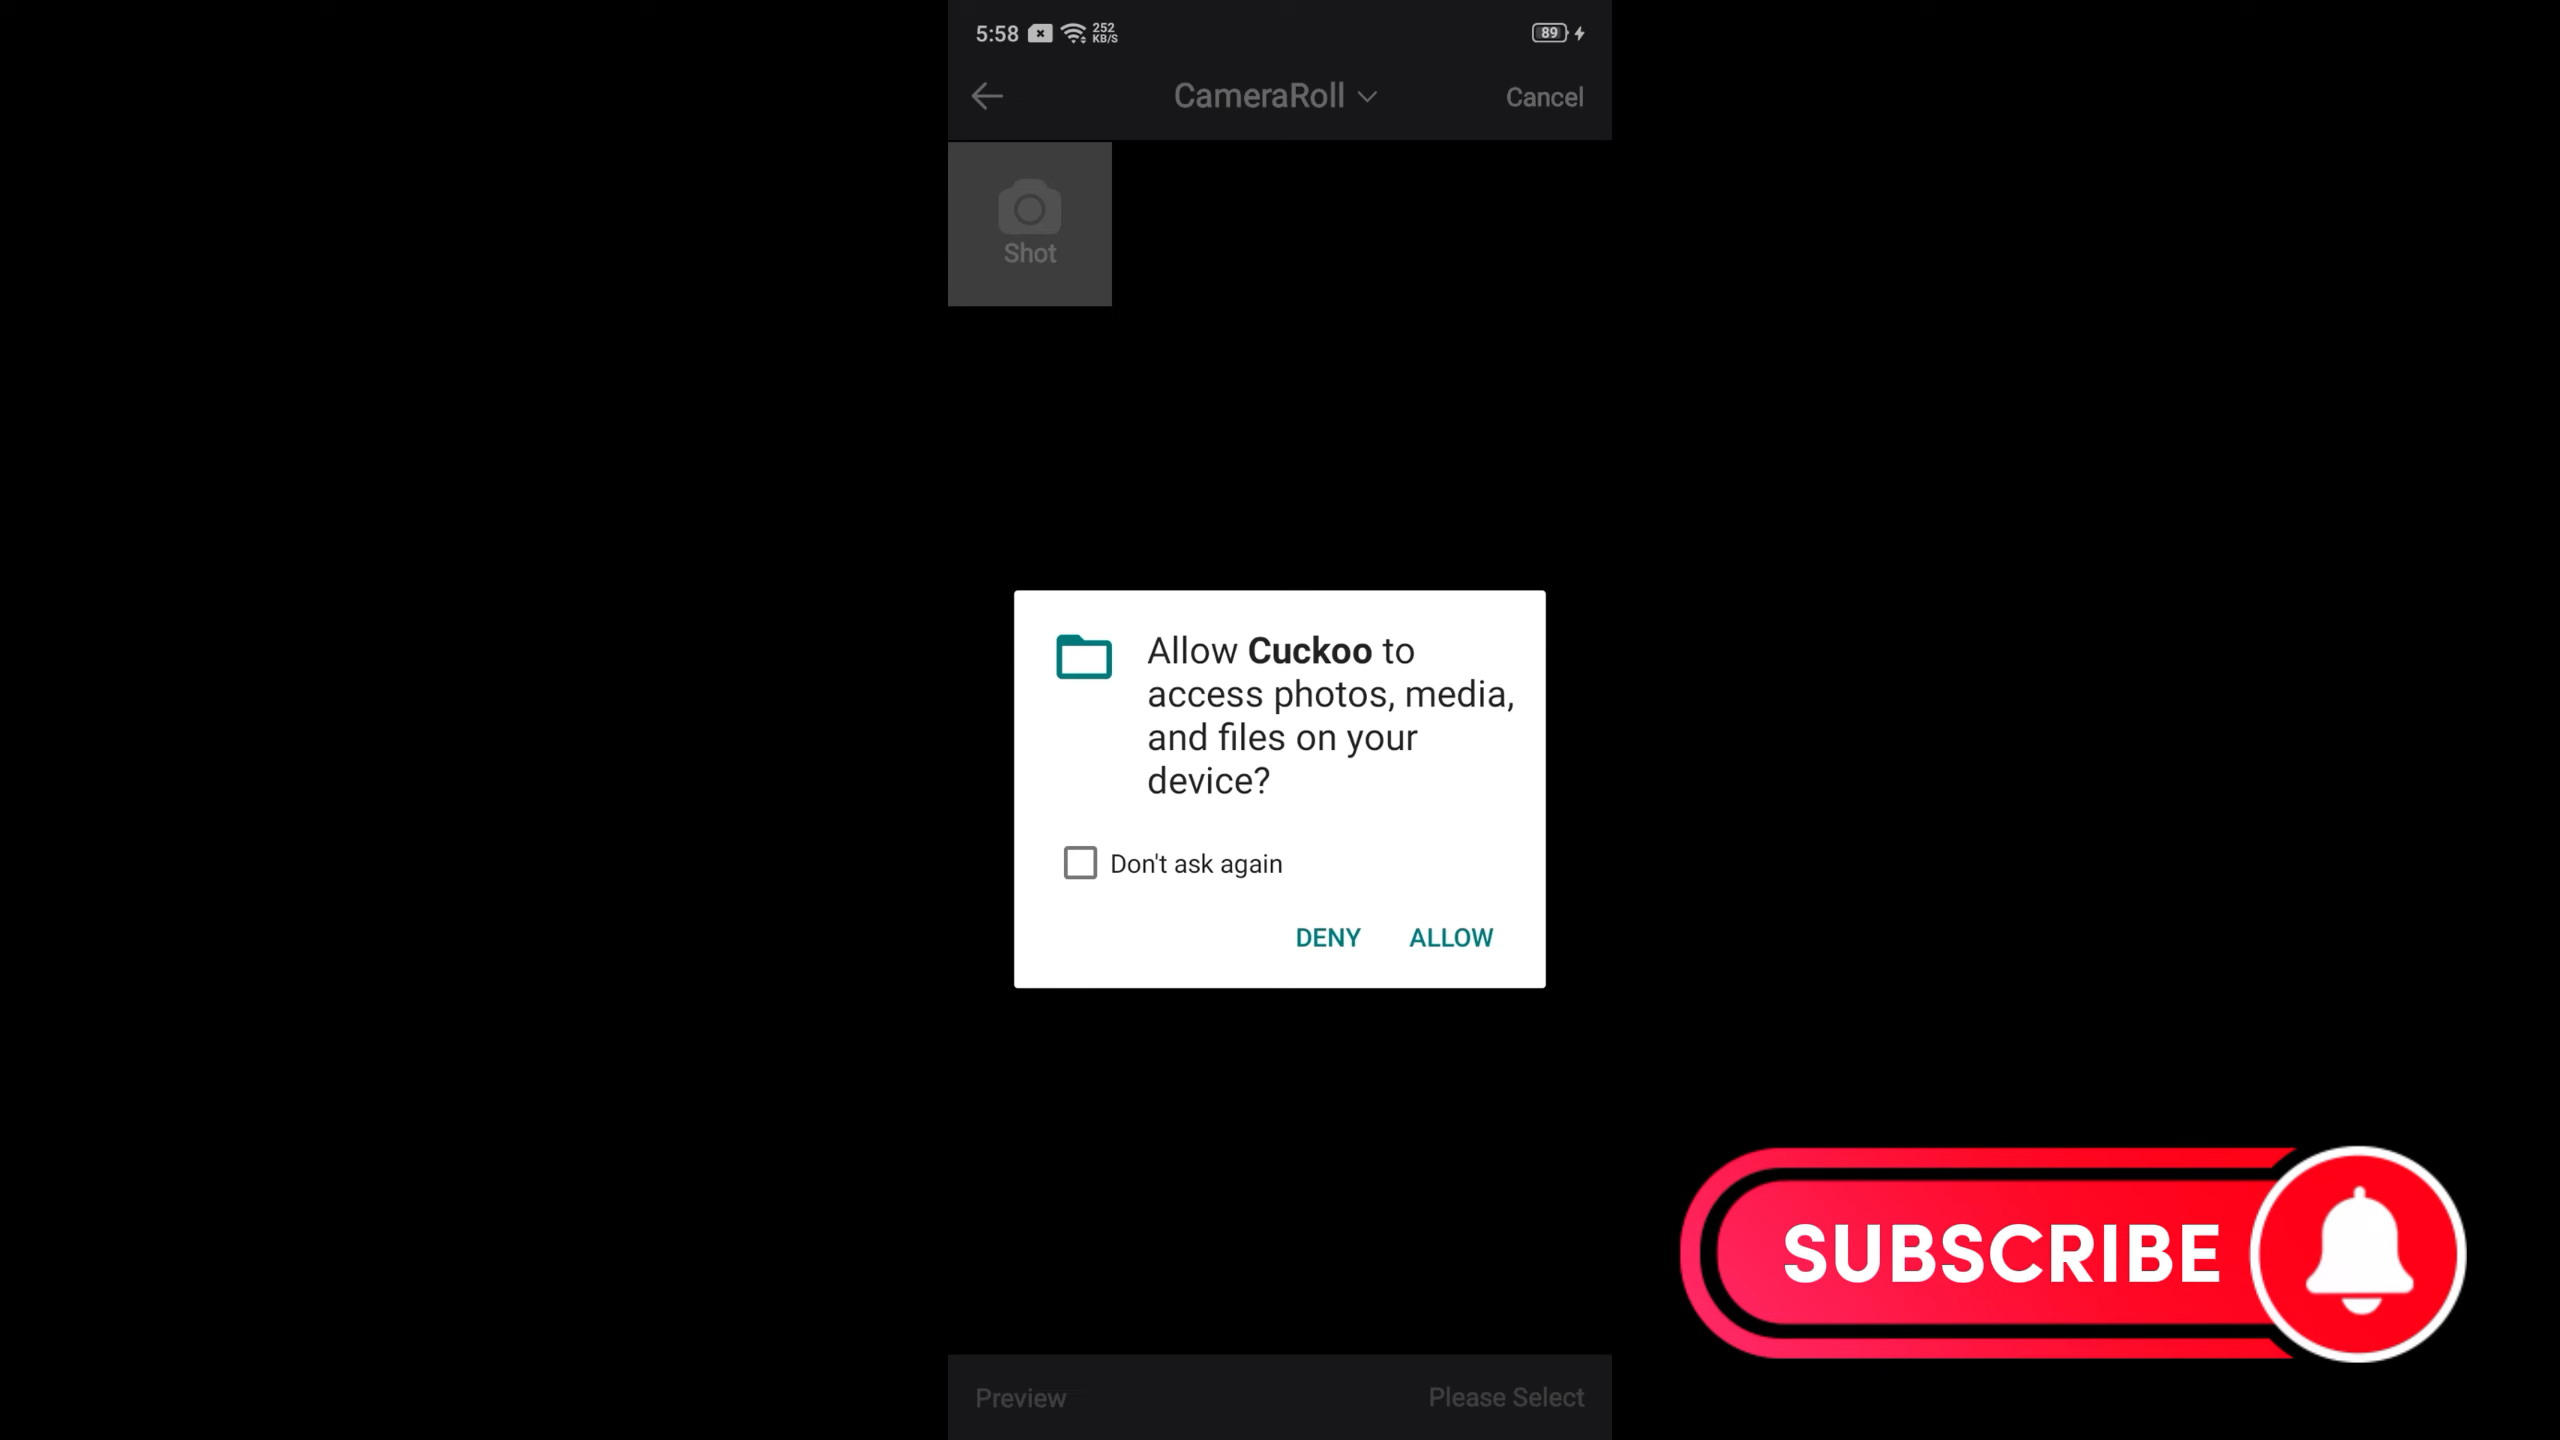 5:58 252 KB/S 89
CameraRoll Cancel
Shot
Allow Cuckoo to
access photos, media,
and files on your
device?
Don't ask again
DENY ALLOW
SUBSCRIBE
Preview Please Select